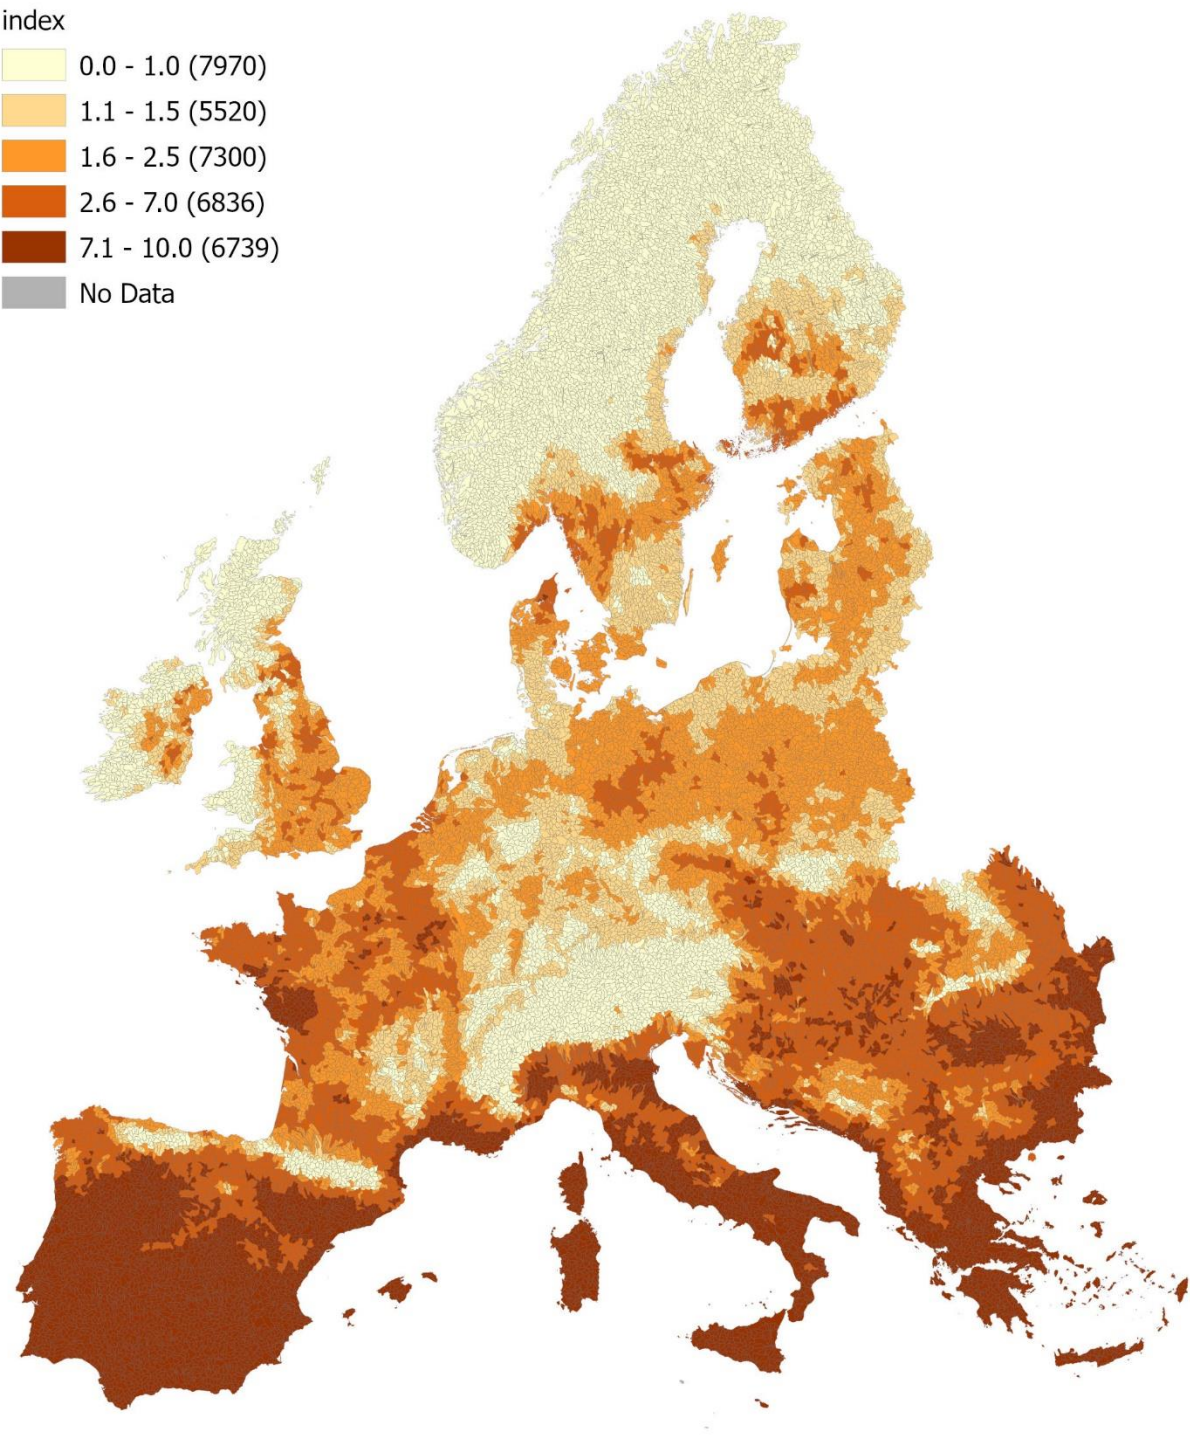 index
0.0 - 1.0 (7970)
1.1 - 1.5 (5520)
1.6 - 2.5 (7300)
2.6 - 7.0 (6836)
7.1 - 10.0 (6739)
No Data